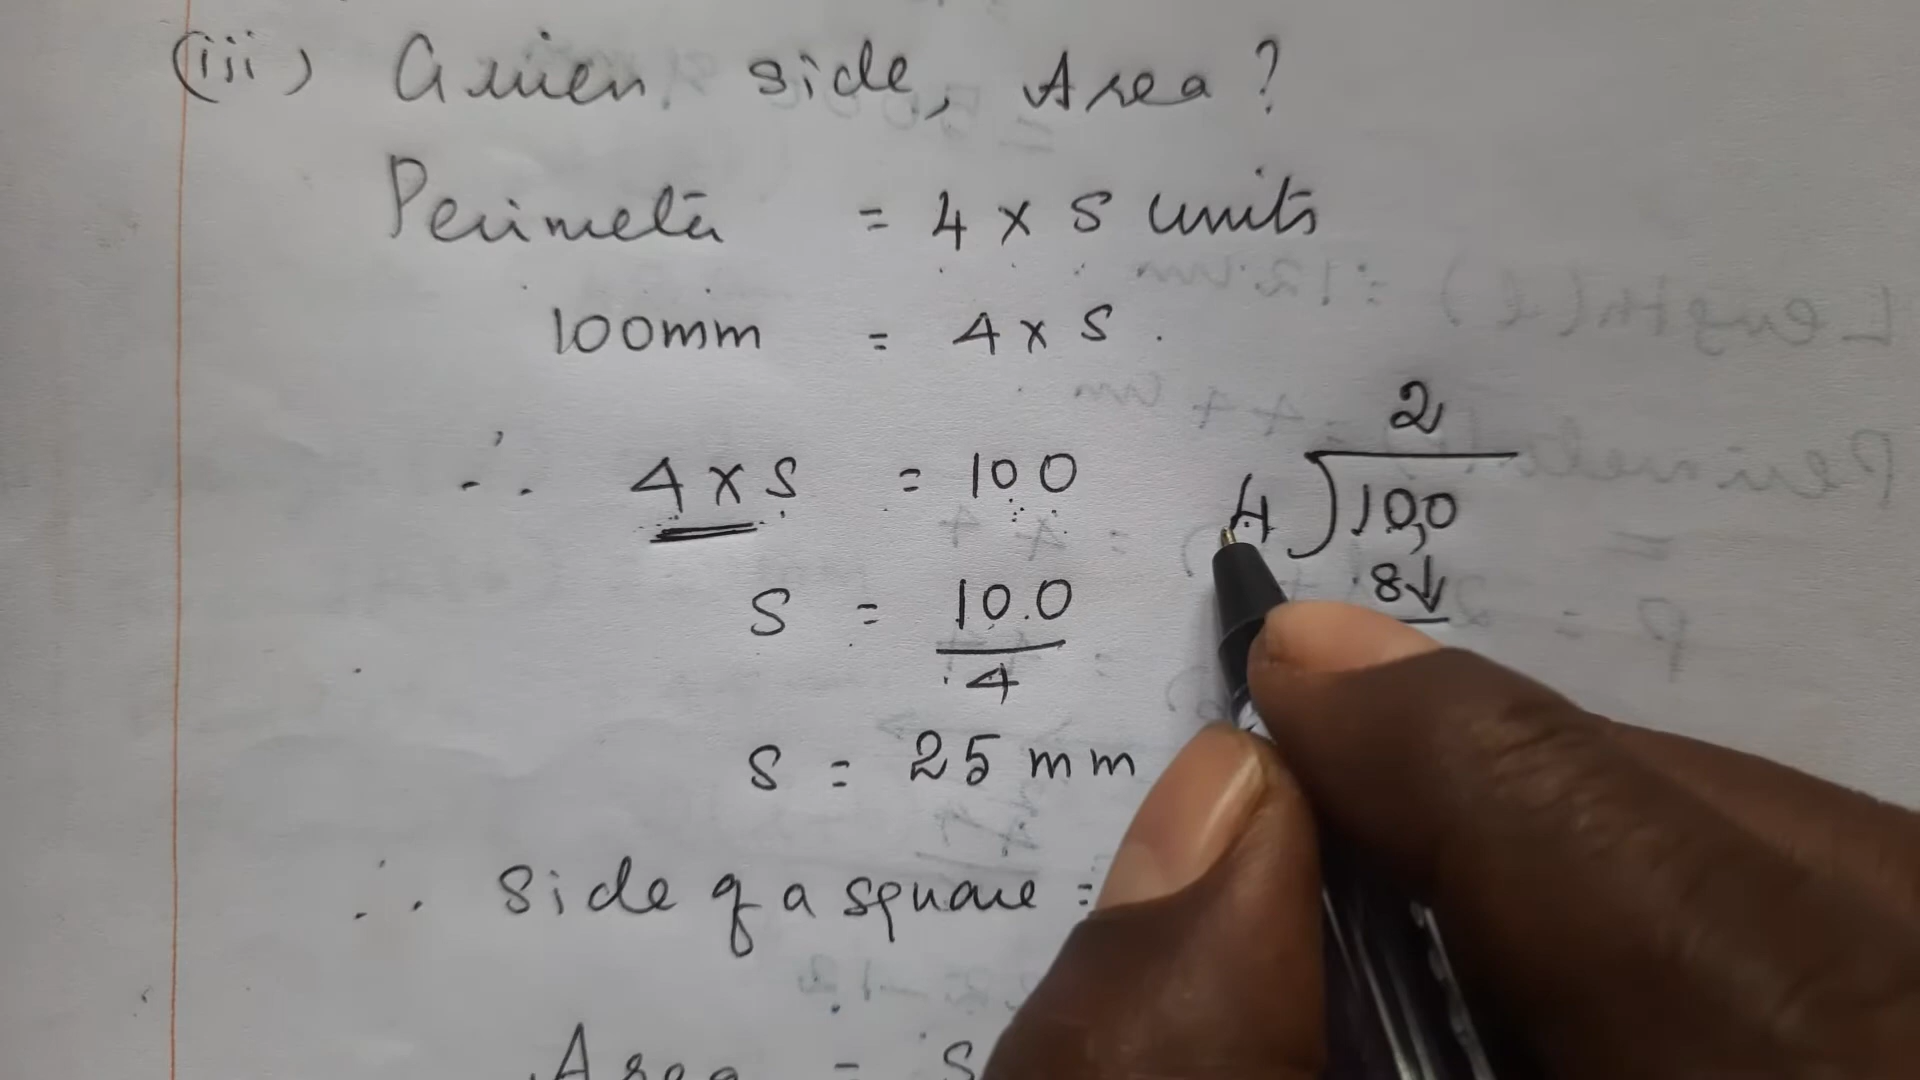 (iii) Given side, Area?
Perimeter = 4 x S units
100mm = 4 x S.
∴ 4 x S = 100
S = 100
4
S = 25 mm
∴ side of a square =
Area = S
2
4 ) 100
8↓